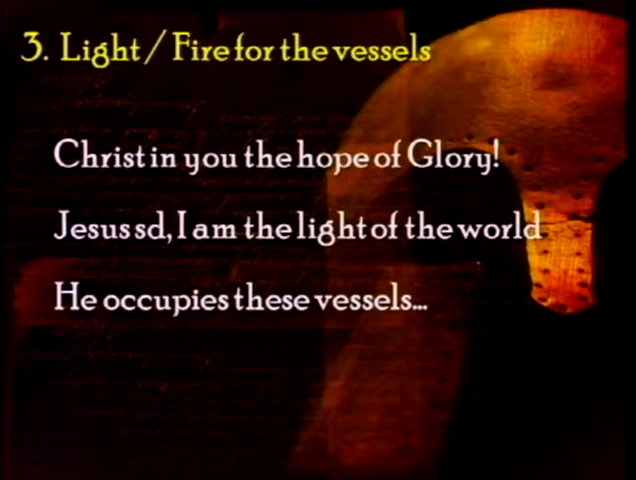 3. Light / Fire for the vessels
Christ in you the hope of Glory!
Jesus sd, I am the light of the world
He occupies these vessels...